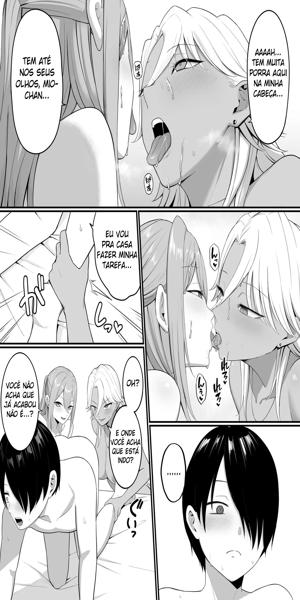 AAAAH...
TEM MUITA
PORRA AQUI
NA MINHA
CABEÇA...
TEM ATÉ
NOS SEUS
OLHOS, MIO-
CHAN...
EU VOU
PRA CASA
FAZER MINHA
TAREFA...
OH?
E ONDE
VOCÊ ACHA
QUE ESTÁ
INDO?
VOCÊ NÃO
ACHA QUE
JÁ ACABOU
NÃO É...?
......